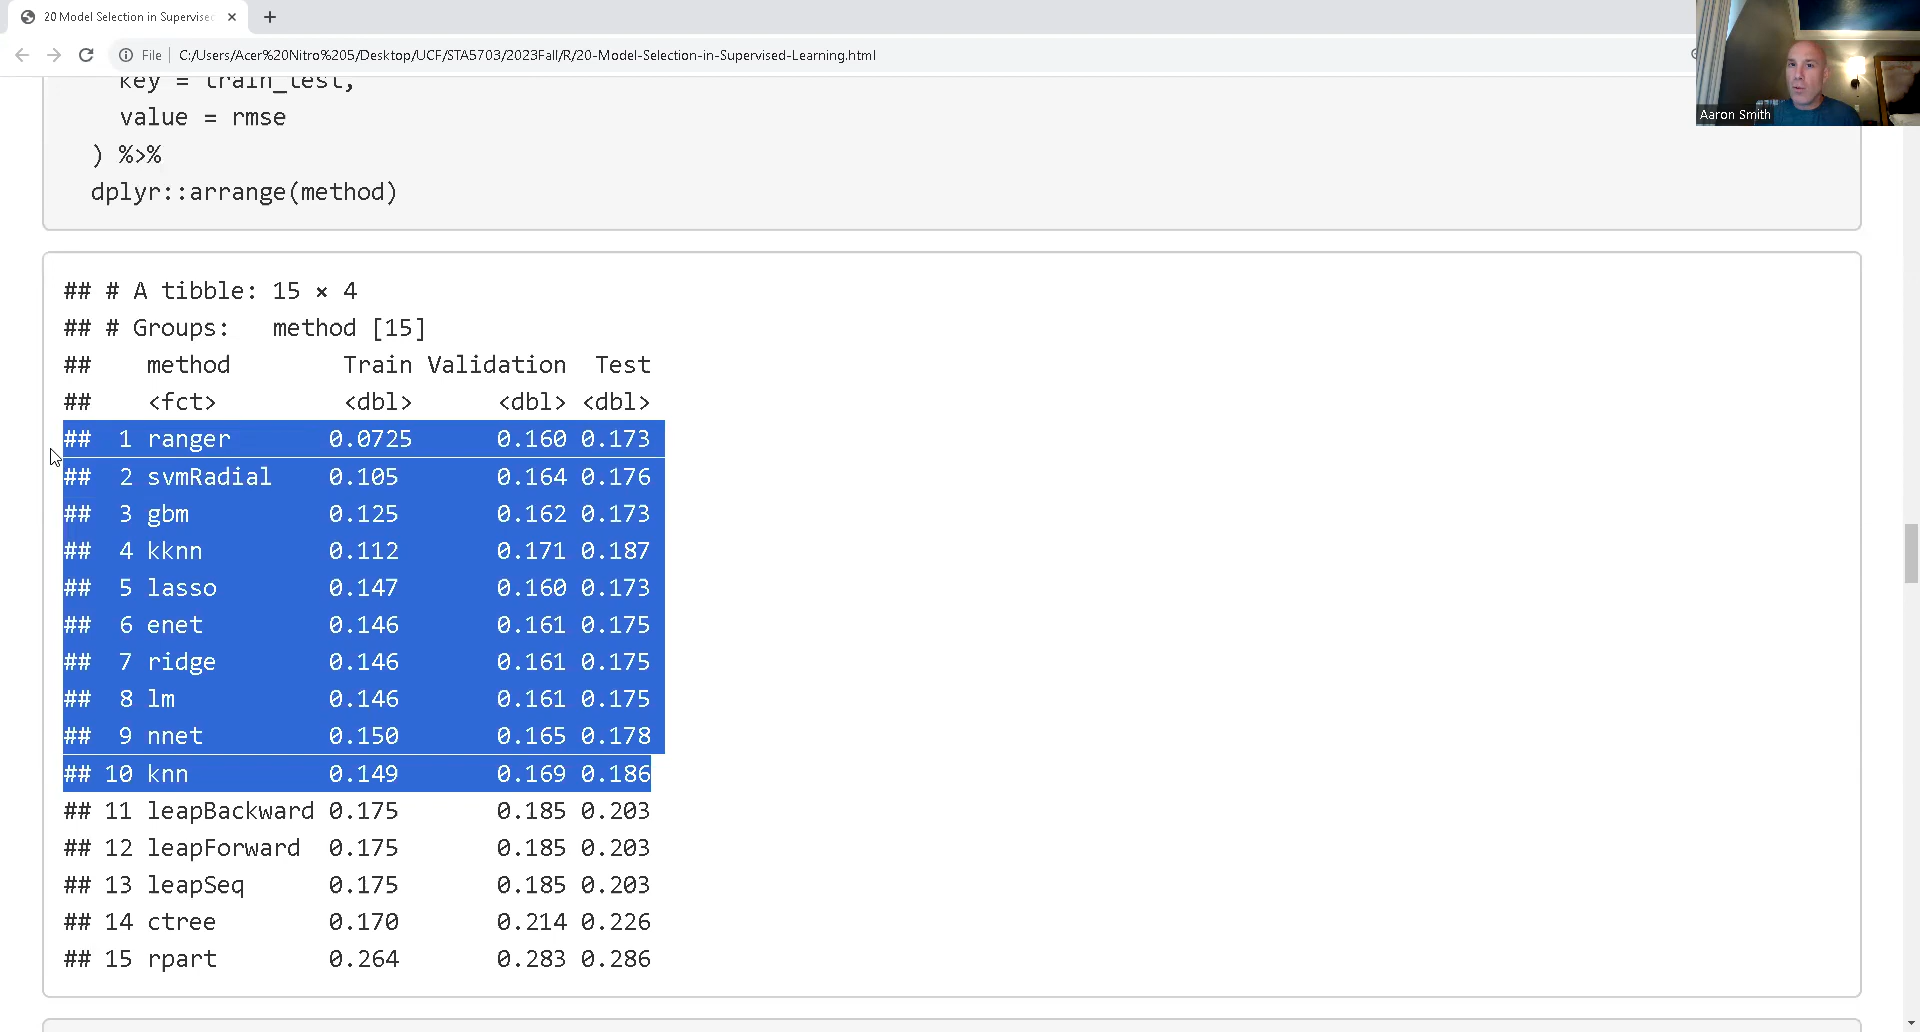 20 Model Selection in Supervised
File
C:/Users/Acer%20Nitro%205/Desktop/UCF/STA5703/2023Fall/R/20-Model-Selection-in-Supervised-Learning.html
Aaron Smith
key = train_test,
value = rmse
) %>%
dplyr::arrange(method)
## # A tibble: 15 × 4
## # Groups:   method [15]
##    method        Train Validation  Test
##    <fct>         <dbl>      <dbl> <dbl>
##  1 ranger       0.0725      0.160 0.173
##  2 svmRadial    0.105       0.164 0.176
##  3 gbm          0.125       0.162 0.173
##  4 kknn         0.112       0.171 0.187
##  5 lasso        0.147       0.160 0.173
##  6 enet         0.146       0.161 0.175
##  7 ridge        0.146       0.161 0.175
##  8 lm           0.146       0.161 0.175
##  9 nnet         0.150       0.165 0.178
## 10 knn          0.149       0.169 0.186
## 11 leapBackward 0.175       0.185 0.203
## 12 leapForward  0.175       0.185 0.203
## 13 leapSeq      0.175       0.185 0.203
## 14 ctree        0.170       0.214 0.226
## 15 rpart        0.264       0.283 0.286